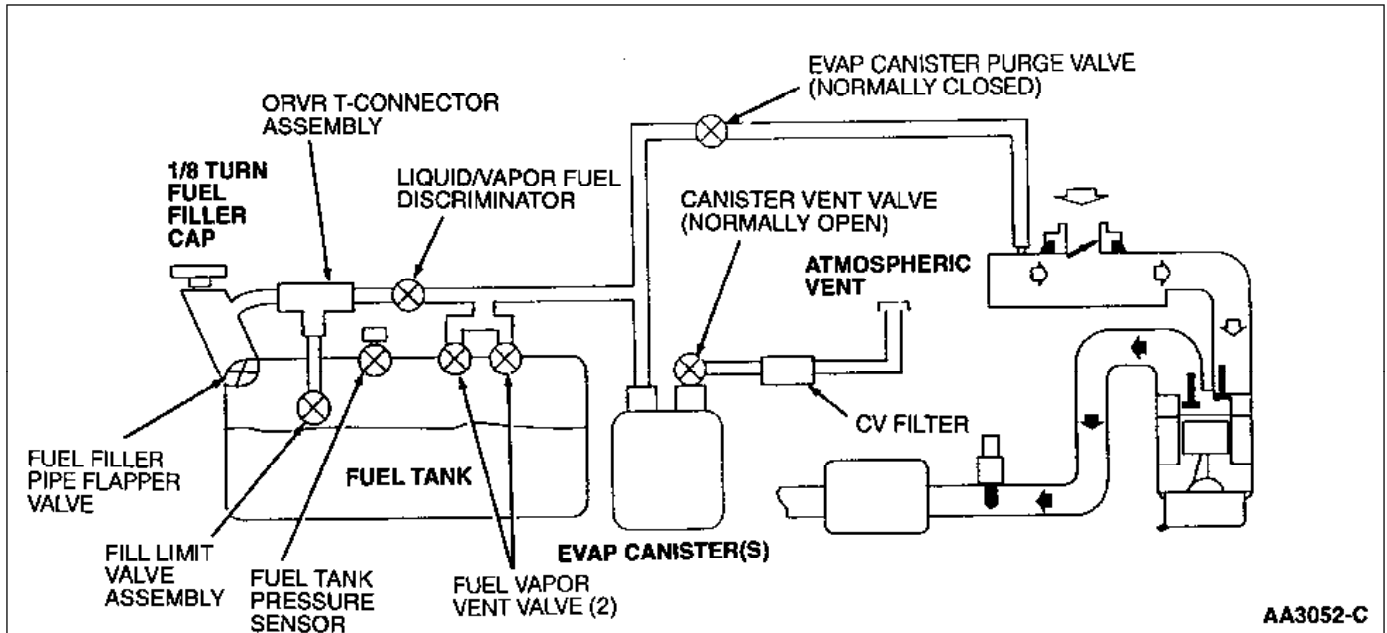 EVAP CANISTER PURGE VALVE
(NORMALLY CLOSED)
ORVR T-CONNECTOR
ASSEMBLY
1/8 TURN
FUEL
FILLER
CAP
LIQUID/VAPOR FUEL
DISCRIMINATOR
CANISTER VENT VALVE
(NORMALLY OPEN)
ATMOSPHERIC
VENT
CV FILTER
FUEL FILLER
PIPE FLAPPER
VALVE
FUEL TANK
FILL LIMIT
VALVE
ASSEMBLY
FUEL TANK
PRESSURE
SENSOR
FUEL VAPOR
VENT VALVE (2)
EVAP CANISTER(S)
AA3052-C